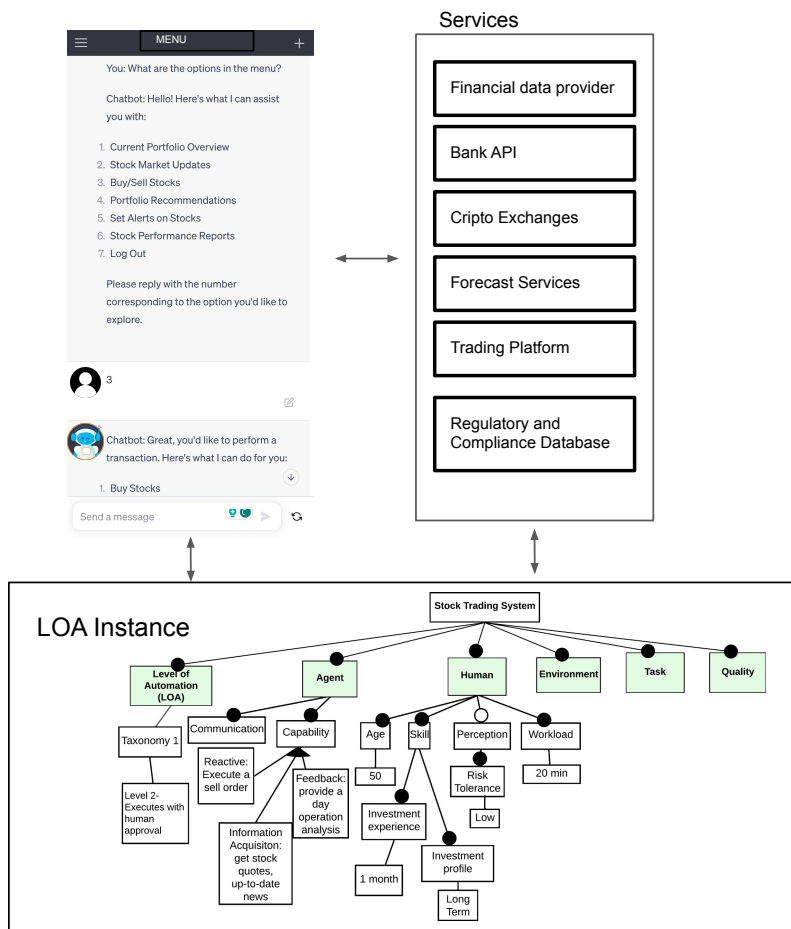 Services
MENU
You: What are the options in the menu?
Chatbot: Hello! Here's what I can assist
you with:
1. Current Portfolio Overview
2. Stock Market Updates
3. Buy/Sell Stocks
4. Portfolio Recommendations
5. Set Alerts on Stocks
6. Stock Performance Reports
7. Log Out
Please reply with the number
corresponding to the option you'd like to
explore.
3
Chatbot: Great, you'd like to perform a
transaction. Here's what I can do for you:
1. Buy Stocks
Send a message
Financial data provider
Bank API
Cripto Exchanges
Forecast Services
Trading Platform
Regulatory and
Compliance Database
LOA Instance
Stock Trading System
Level of
Automation
(LOA)
Agent
Human
Environment
Task
Quality
Taxonomy 1
Level 2-
Executes with
human
approval
Communication
Capability
Reactive:
Execute a
sell order
Information
Acquisiton:
get stock
quotes,
up-to-date
news
Feedback:
provide a
day
operation
analysis
Age
50
Skill
Investment
experience
1 month
Investment
profile
Long
Term
Perception
Risk
Tolerance
Low
Workload
20 min